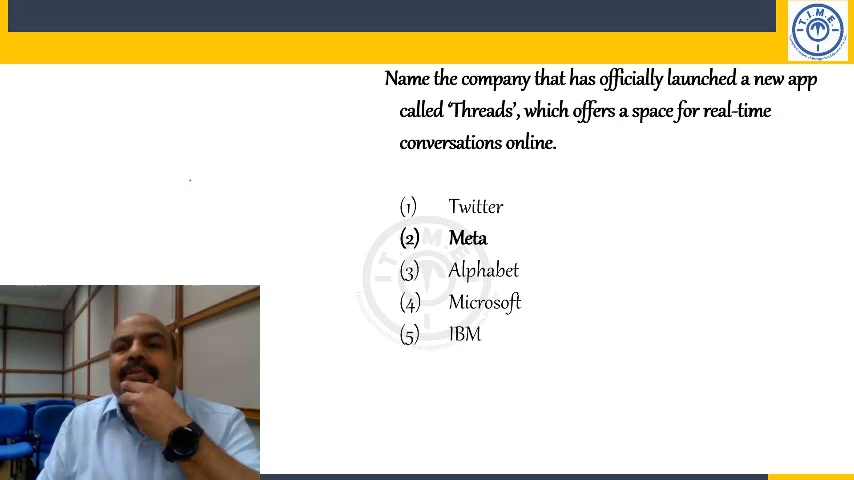 T.I.M.E.
Name the company that has officially launched a new app
called 'Threads', which offers a space for real-time
conversations online.
(1) Twitter
(2) Meta
(3) Alphabet
(4) Microsoft
(5) IBM